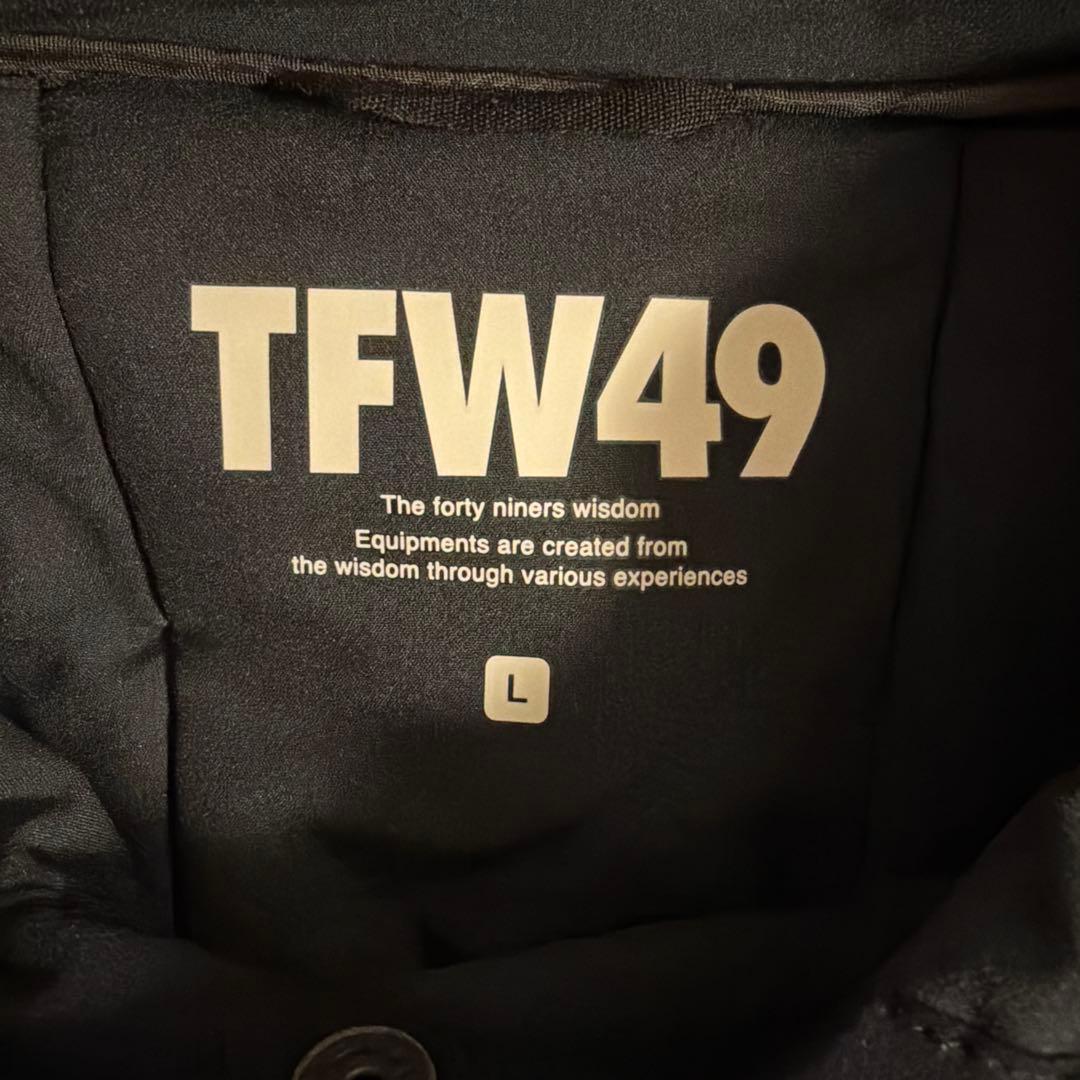 TFW49
The forty niners wisdom
Equipments are created from
the wisdom through various experiences
L